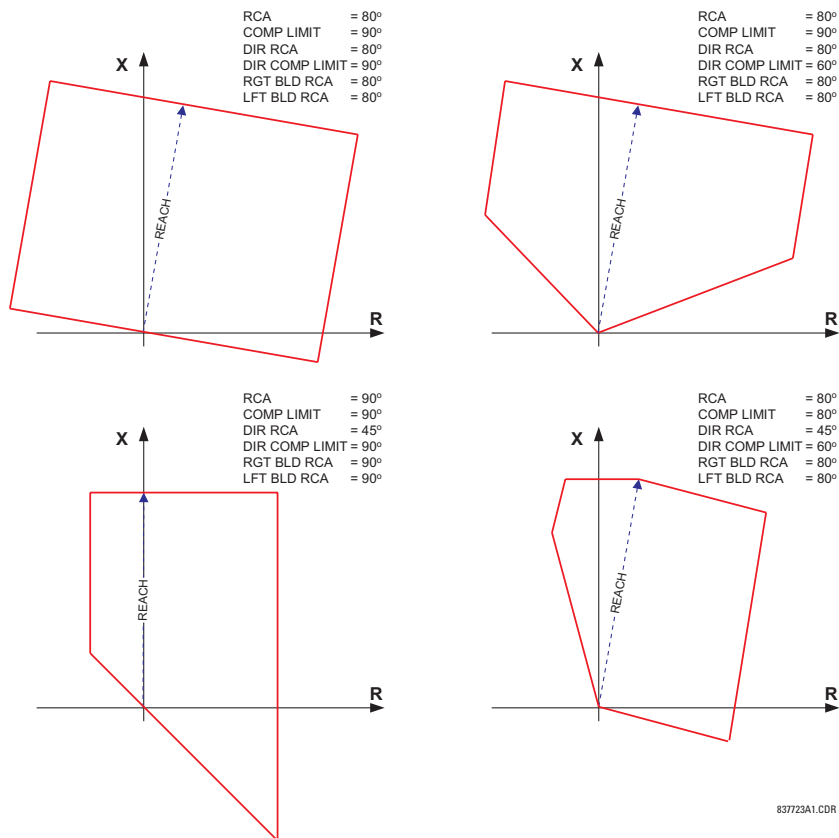 RCA = 80º
COMP LIMIT = 90º
DIR RCA = 80º
DIR COMP LIMIT = 90º
RGT BLD RCA = 80º
LFT BLD RCA = 80º
X
REACH
R
RCA = 80º
COMP LIMIT = 90º
DIR RCA = 80º
DIR COMP LIMIT = 60º
RGT BLD RCA = 80º
LFT BLD RCA = 80º
X
REACH
R
RCA = 90º
COMP LIMIT = 90º
DIR RCA = 45º
DIR COMP LIMIT = 90º
RGT BLD RCA = 90º
LFT BLD RCA = 90º
X
REACH
R
RCA = 80º
COMP LIMIT = 80º
DIR RCA = 45º
DIR COMP LIMIT = 60º
RGT BLD RCA = 80º
LFT BLD RCA = 80º
X
REACH
R
837723A1.CDR